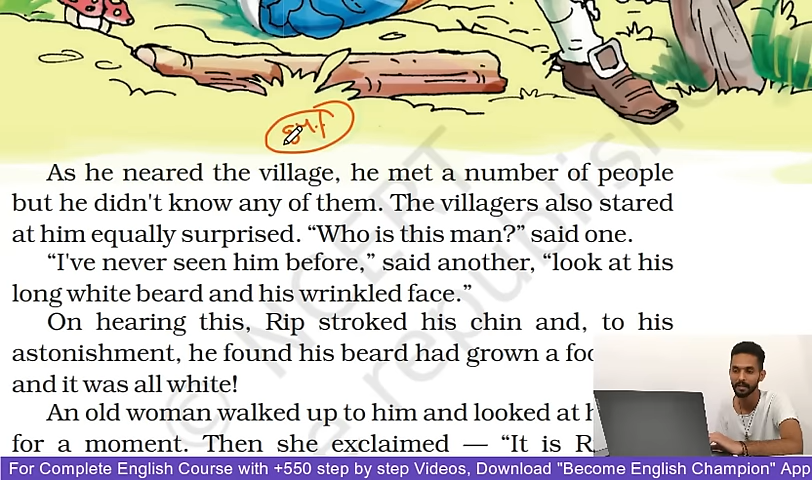 As he neared the village, he met a number of people
but he didn't know any of them. The villagers also stared
at him equally surprised. “Who is this man?” said one.
“I've never seen him before,” said another, “look at his
long white beard and his wrinkled face.”
On hearing this, Rip stroked his chin and, to his
astonishment, he found his beard had grown a
and it was all white!
An old woman walked up to him and looked at
for a moment. Then she exclaimed — “It is
© NCERT
republished
For Complete English Course with +550 step by step Videos, Download "Become English Champion" App